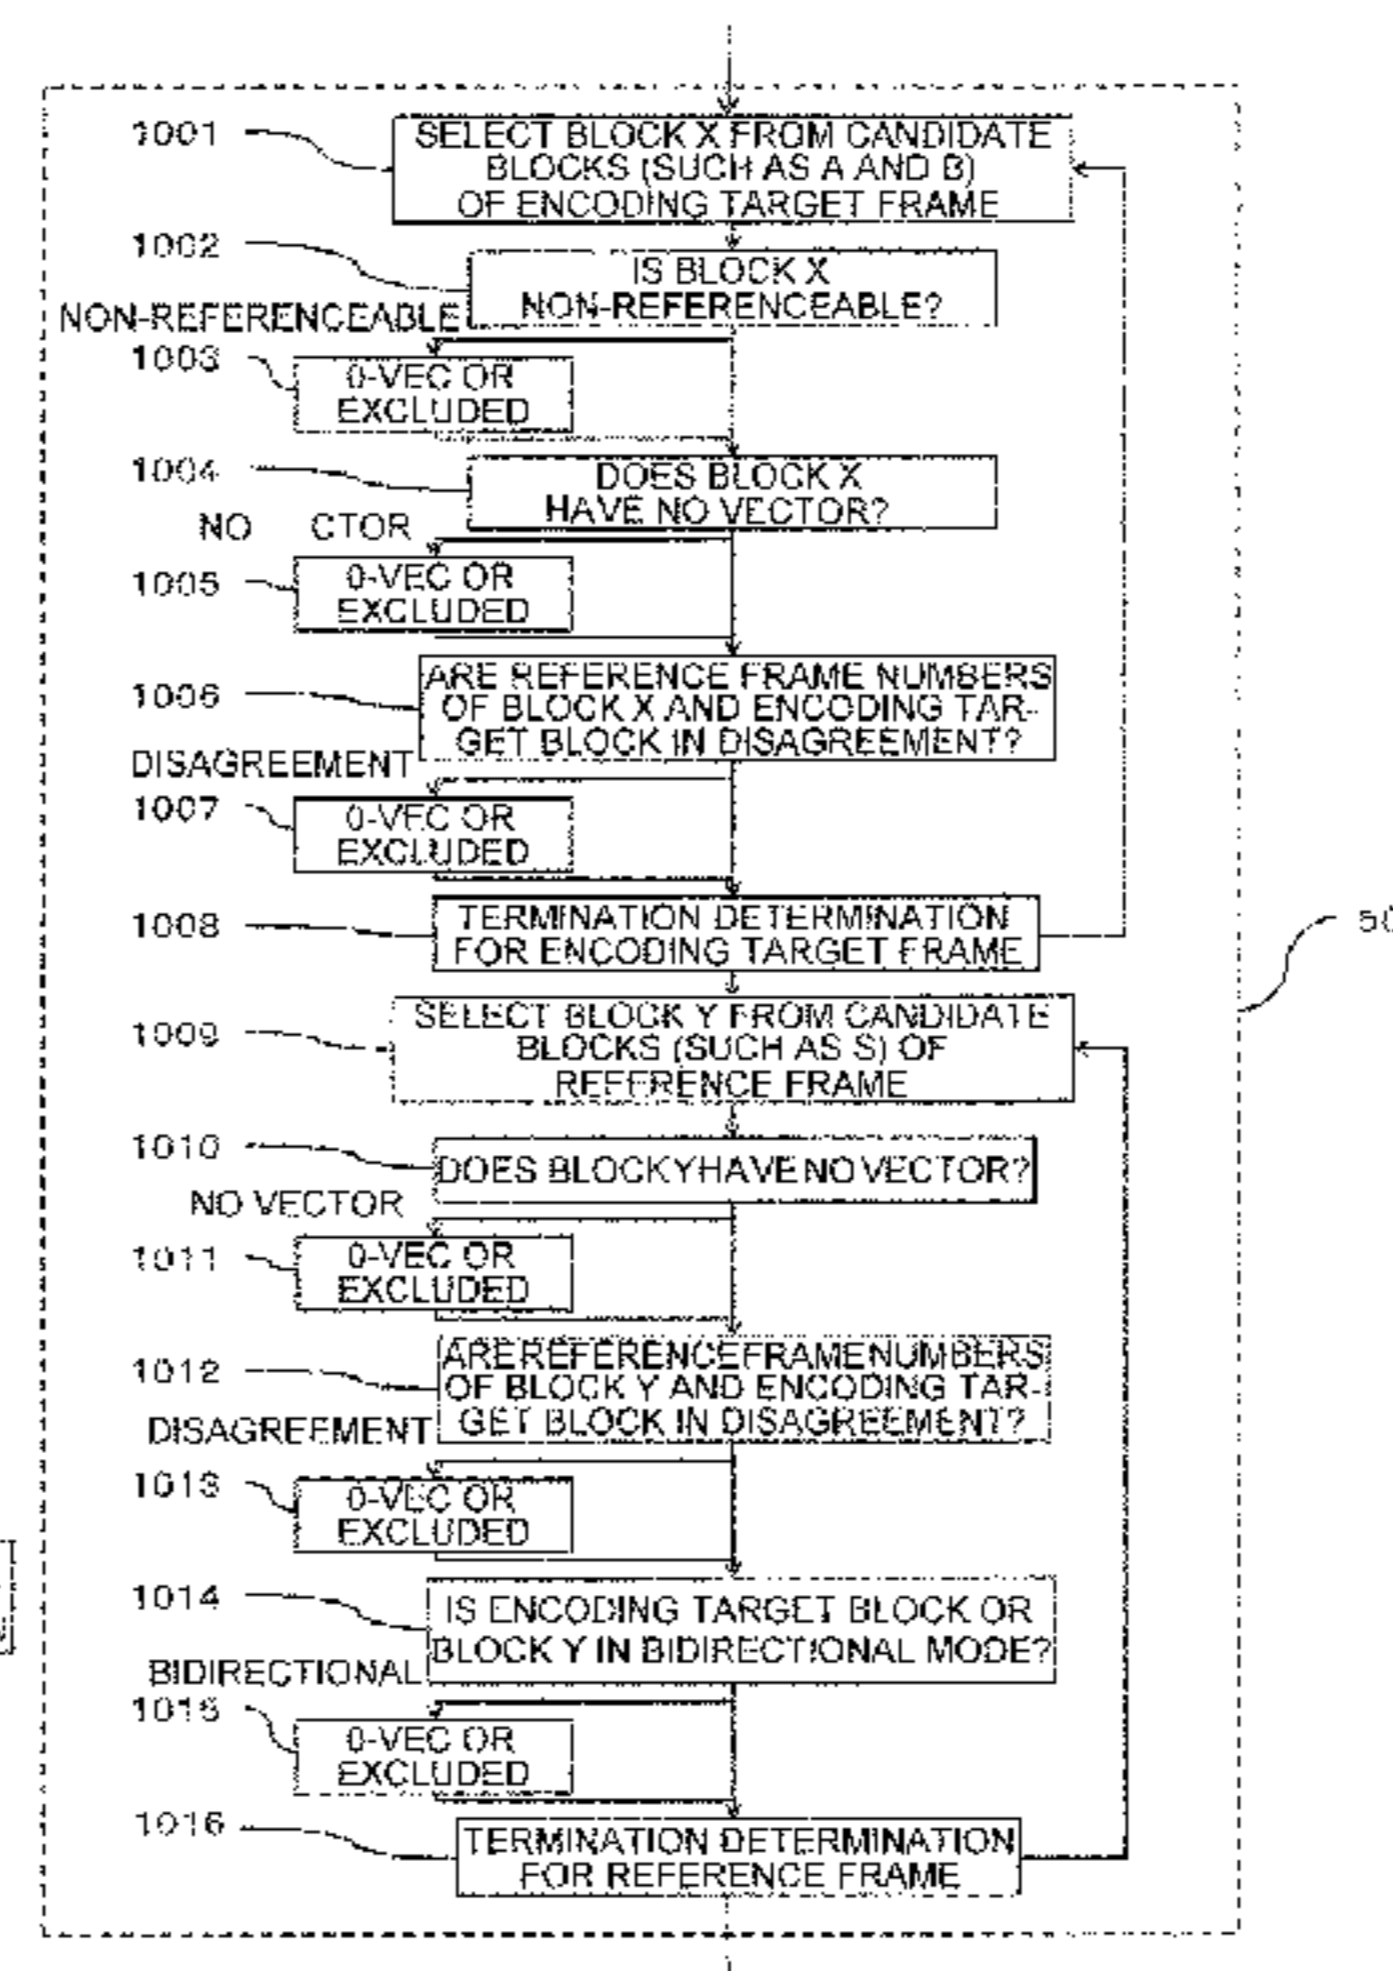 1001
SELECT BLOCK X FROM CANDIDATE
BLOCKS (SUCH AS A AND B)
OF ENCODING TARGET FRAME
1002
IS BLOCK X
NON-REFERENCEABLE?
NON-REFERENCEABLE
1003
0-VEC OR
EXCLUDED
1004
DOES BLOCK X
HAVE NO VECTOR?
NO CTOR
1005
0-VEC OR
EXCLUDED
1006
ARE REFERENCE FRAME NUMBERS
OF BLOCK X AND ENCODING TAR-
GET BLOCK IN DISAGREEMENT?
DISAGREEMENT
1007
0-VEC OR
EXCLUDED
1008
TERMINATION DETERMINATION
FOR ENCODING TARGET FRAME
50
1009
SELECT BLOCK Y FROM CANDIDATE
BLOCKS (SUCH AS S) OF
REFERENCE FRAME
1010
DOES BLOCK Y HAVE NO VECTOR?
NO VECTOR
1011
0-VEC OR
EXCLUDED
1012
ARE REFERENCE FRAME NUMBERS
OF BLOCK Y AND ENCODING TAR-
GET BLOCK IN DISAGREEMENT?
DISAGREEMENT
1013
0-VEC OR
EXCLUDED
1014
IS ENCODING TARGET BLOCK OR
BLOCK Y IN BIDIRECTIONAL MODE?
BIDIRECTIONAL
1015
0-VEC OR
EXCLUDED
1016
TERMINATION DETERMINATION
FOR REFERENCE FRAME